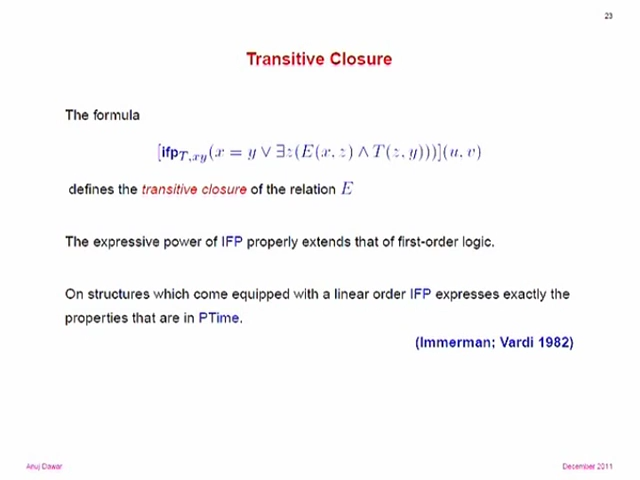 23
Transitive Closure
The formula
[ifp_{T,xy}(x = y ∨ ∃z(E(x, z) ∧ T(z, y)))](u, v)
defines the transitive closure of the relation E
The expressive power of IFP properly extends that of first-order logic.
On structures which come equipped with a linear order IFP expresses exactly the
properties that are in PTime.
(Immerman; Vardi 1982)
Anuj Dawar
December 2011